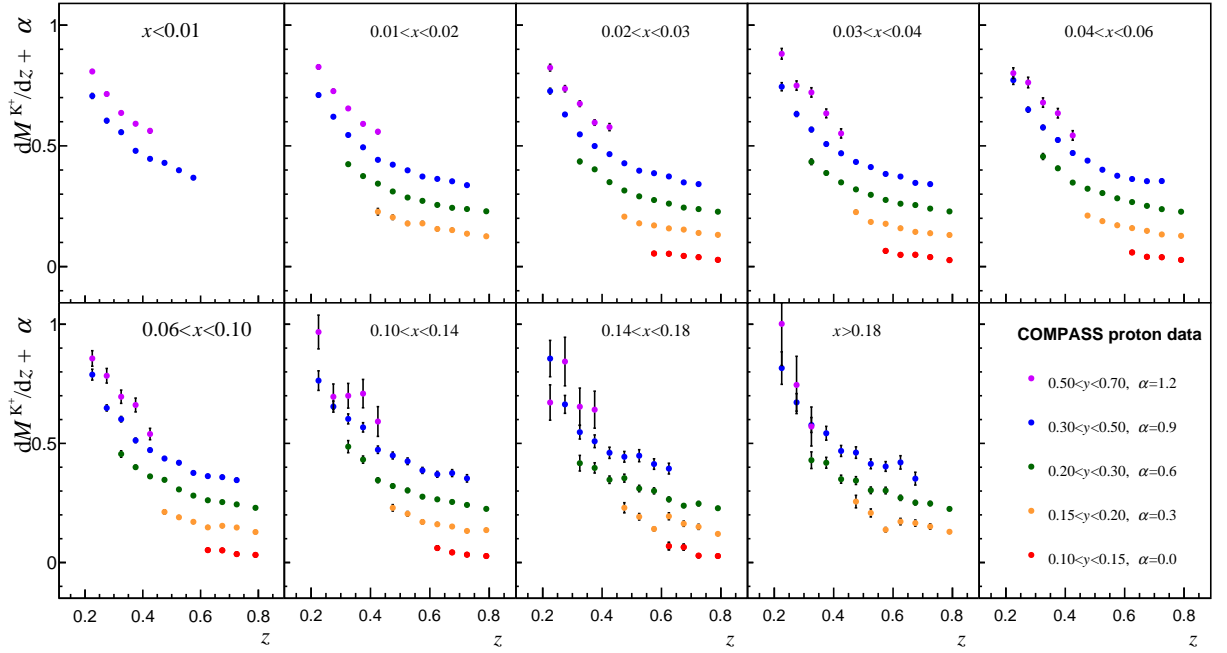 dM^{K^+}/dz + α
1
0.5
0
x<0.01
0.01<x<0.02
0.02<x<0.03
0.03<x<0.04
0.04<x<0.06
dM^{K^+}/dz + α
1
0.5
0
0.06<x<0.10
0.10<x<0.14
0.14<x<0.18
x>0.18
COMPASS proton data
0.50<y<0.70, α=1.2
0.30<y<0.50, α=0.9
0.20<y<0.30, α=0.6
0.15<y<0.20, α=0.3
0.10<y<0.15, α=0.0
0.2 0.4 0.6 0.8 0.2 0.4 0.6 0.8 0.2 0.4 0.6 0.8 0.2 0.4 0.6 0.8 0.2 0.4 0.6 0.8
z z z z z